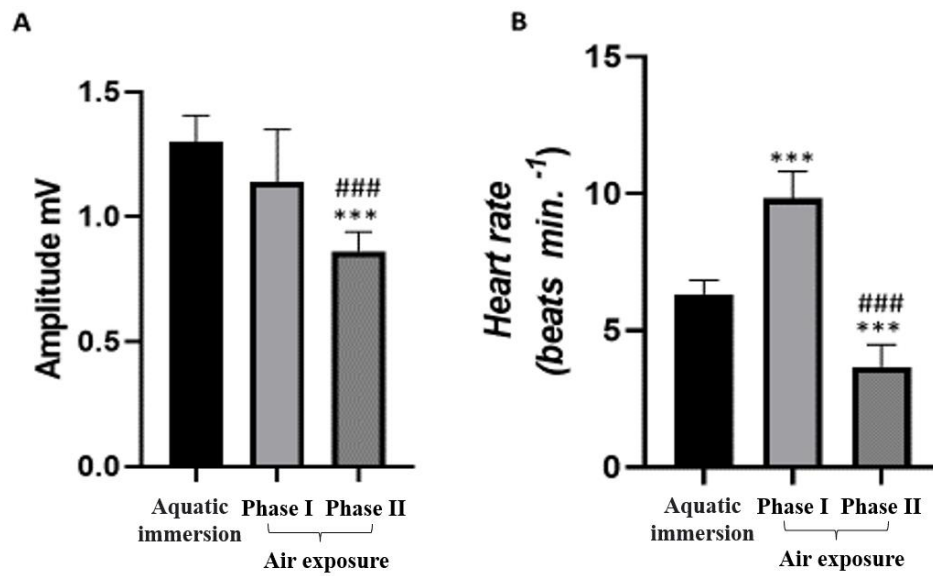 A
Amplitude mV
1.5
1.0
0.5
0.0
###
***
Aquatic
immersion
Phase I
Phase II
Air exposure
B
Heart rate
(beats min. -1)
15
10
5
0
***
###
***
Aquatic
immersion
Phase I
Phase II
Air exposure